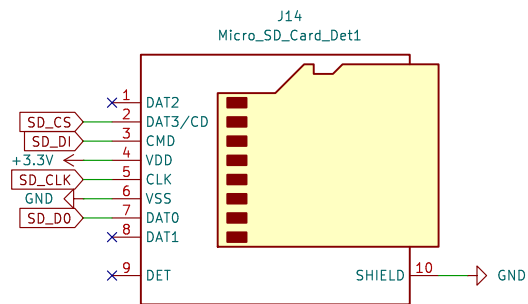 J14
Micro_SD_Card_Det1
1 DAT2
SD_CS 2 DAT3/CD
SD_DI 3 CMD
+3.3V 4 VDD
SD_CLK 5 CLK
GND 6 VSS
SD_DO 7 DAT0
8 DAT1
9 DET
SHIELD 10 GND